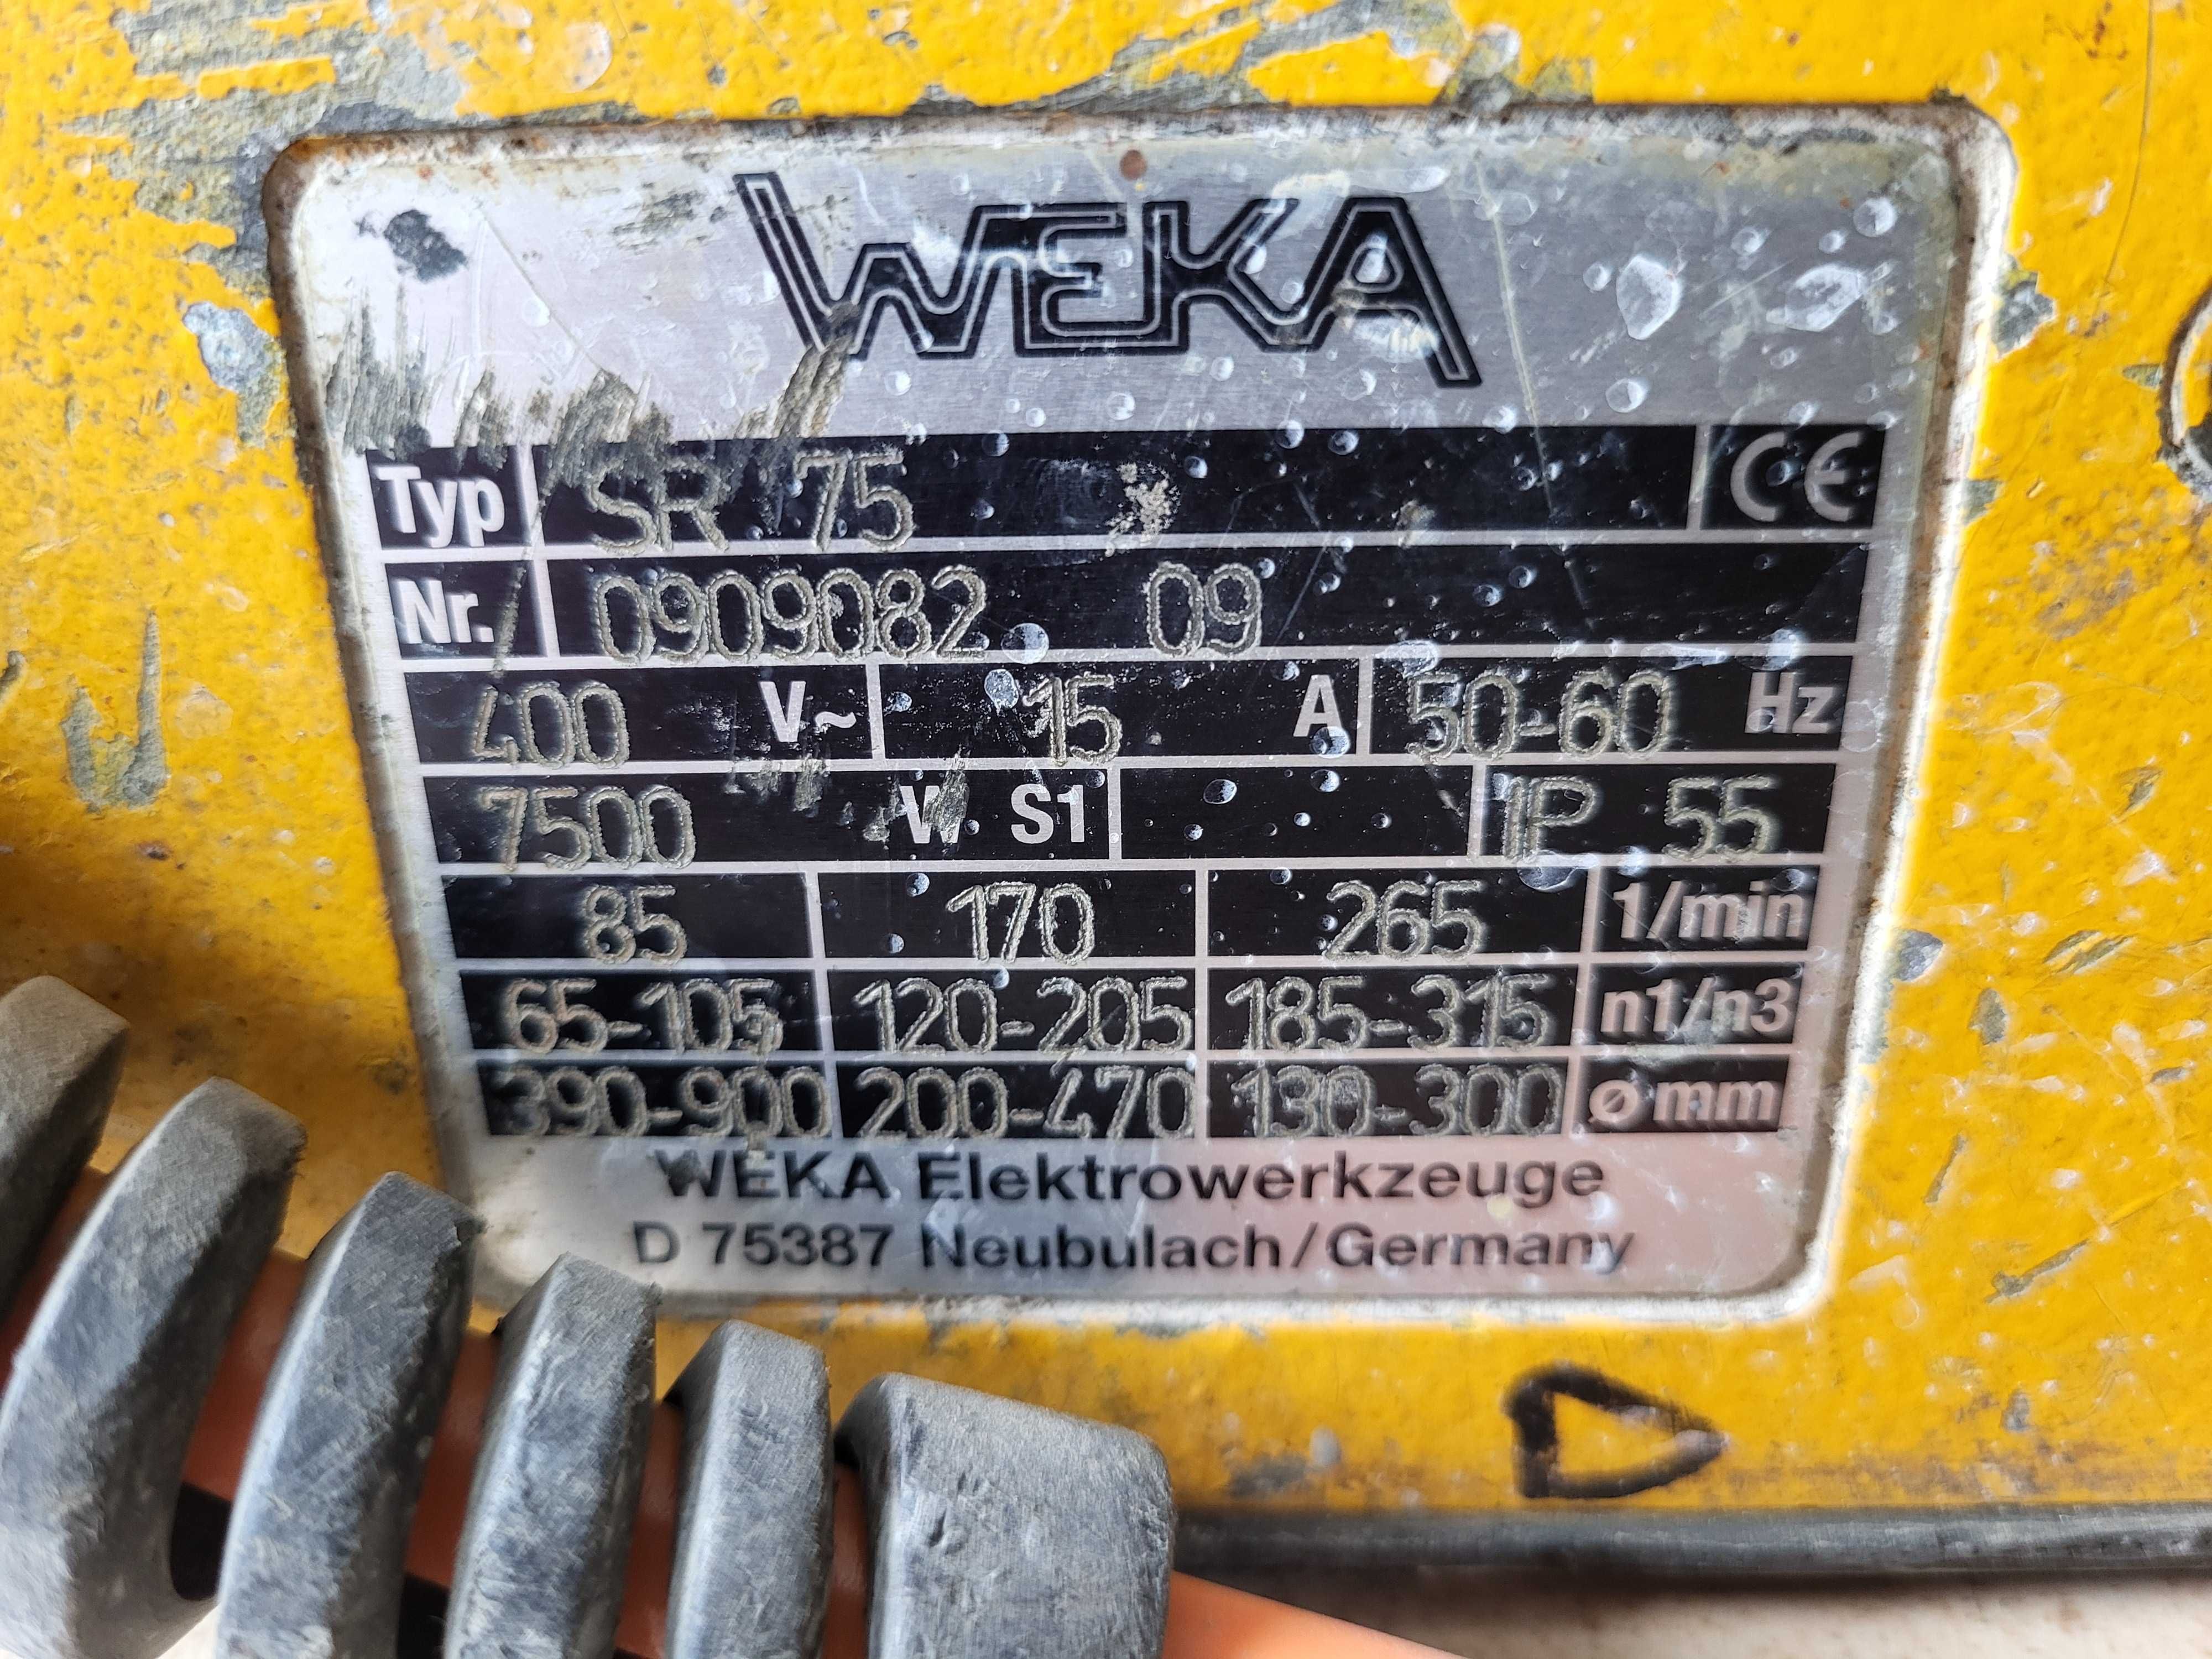 WEKA
Typ SR 75 CE
Nr. 0909082 09
400 V~ 15 A 50-60 Hz
7500 W S1 IP 55
85 170 265 1/min
65-105 120-205 185-315 n1/n3
390-900 200-470 130-300 ø mm
WEKA Elektrowerkzeuge
D 75387 Neubulach/Germany
D